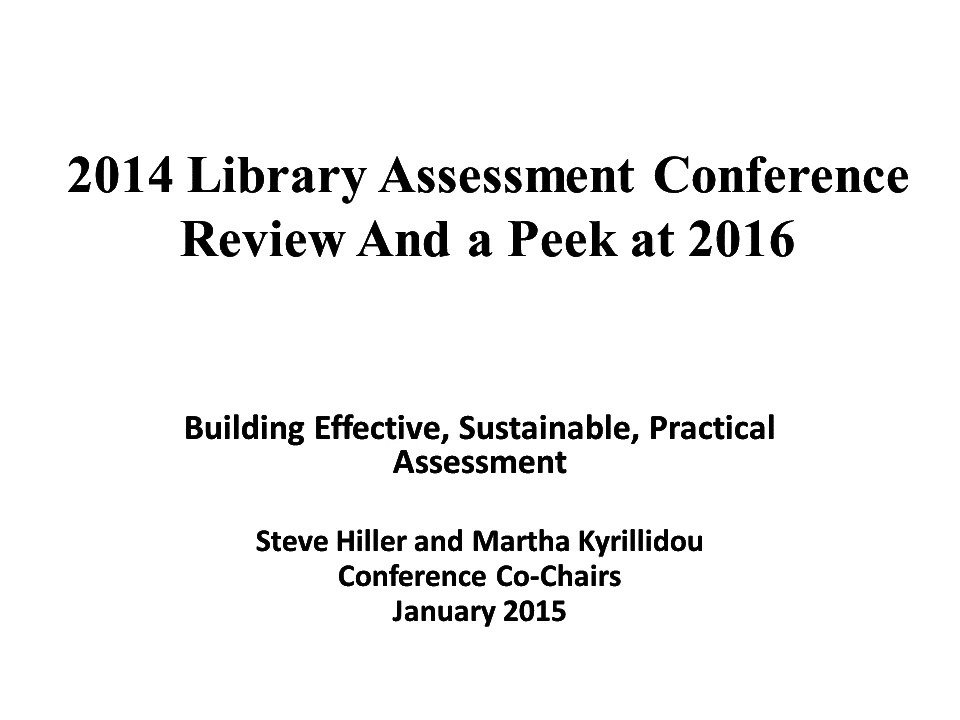 2014 Library Assessment Conference
Review And a Peek at 2016
Building Effective, Sustainable, Practical
Assessment
Steve Hiller and Martha Kyrillidou
Conference Co-Chairs
January 2015